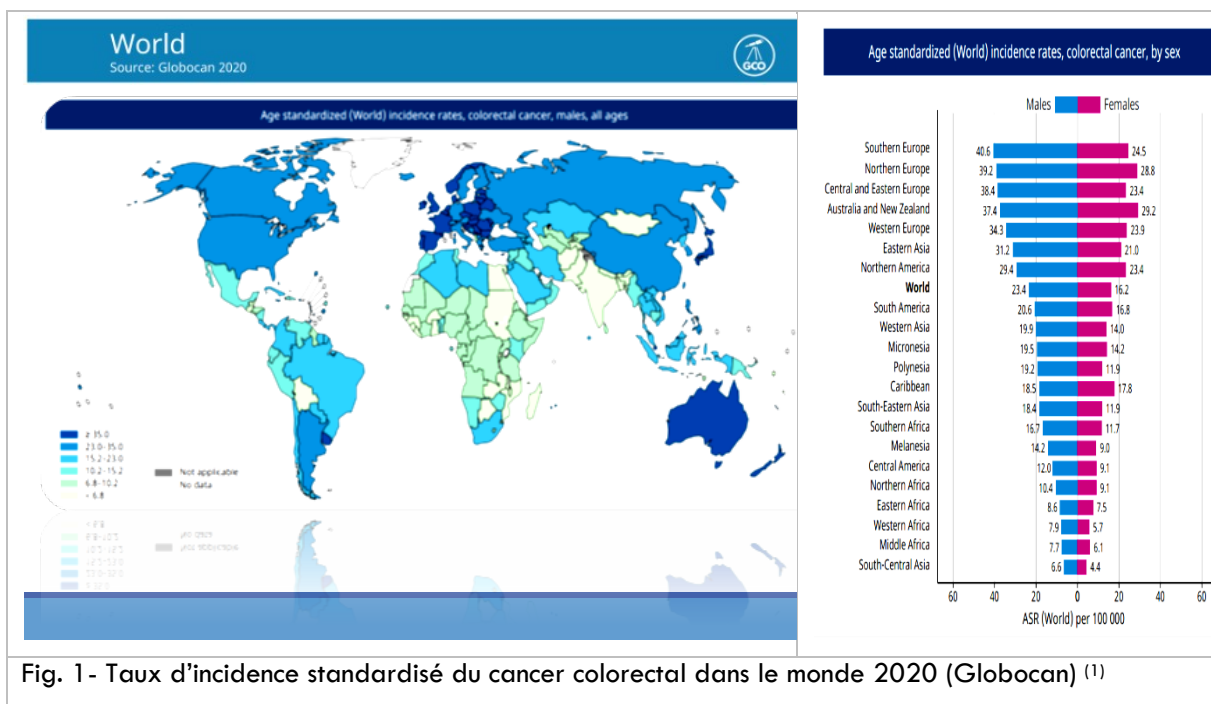 World
Source: Globocan 2020
GCO
Age standardized (World) incidence rates, colorectal cancer, males, all ages
≥ 35.0
23.0-35.0
15.2-23.0
10.2-15.2
6.8-10.2
< 6.8
Not applicable
No data
Age standardized (World) incidence rates, colorectal cancer, by sex
Males Females
Southern Europe 40.6 24.5
Northern Europe 39.2 28.8
Central and Eastern Europe 38.4 23.4
Australia and New Zealand 37.4 29.2
Western Europe 34.3 23.9
Eastern Asia 31.2 21.0
Northern America 29.4 23.4
World 23.4 16.2
South America 20.6 16.8
Western Asia 19.9 14.0
Micronesia 19.5 14.2
Polynesia 19.2 11.9
Caribbean 18.5 17.8
South-Eastern Asia 18.4 11.9
Southern Africa 16.7 11.7
Melanesia 14.2 9.0
Central America 12.0 9.1
Northern Africa 10.4 9.1
Eastern Africa 8.6 7.5
Western Africa 7.9 5.7
Middle Africa 7.7 6.1
South-Central Asia 6.6 4.4
60 40 20 0 20 40 60
ASR (World) per 100 000
Fig. 1- Taux d’incidence standardisé du cancer colorectal dans le monde 2020 (Globocan) (1)